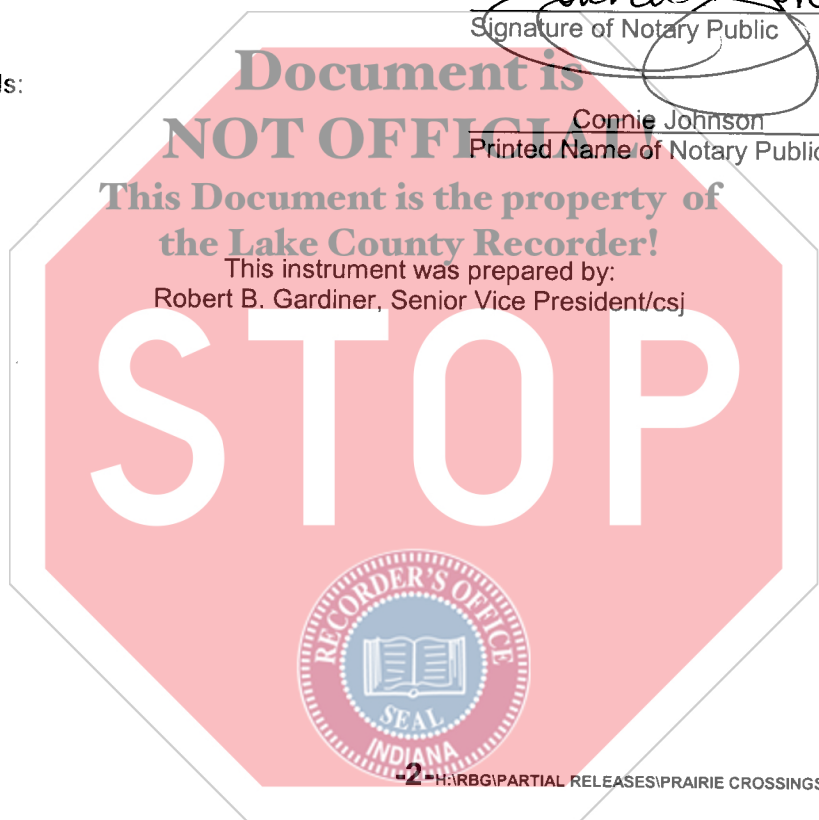 Signature of Notary Public
Document is
ls:
NOT OFFICIAL!
Connie Johnson
Printed Name of Notary Public
This Document is the property of
the Lake County Recorder!
This instrument was prepared by:
Robert B. Gardiner, Senior Vice President/csj
STOP
RECORDER'S OFFICE
SEAL
INDIANA
-2-H:\RBG\PARTIAL RELEASES\PRAIRIE CROSSINGS